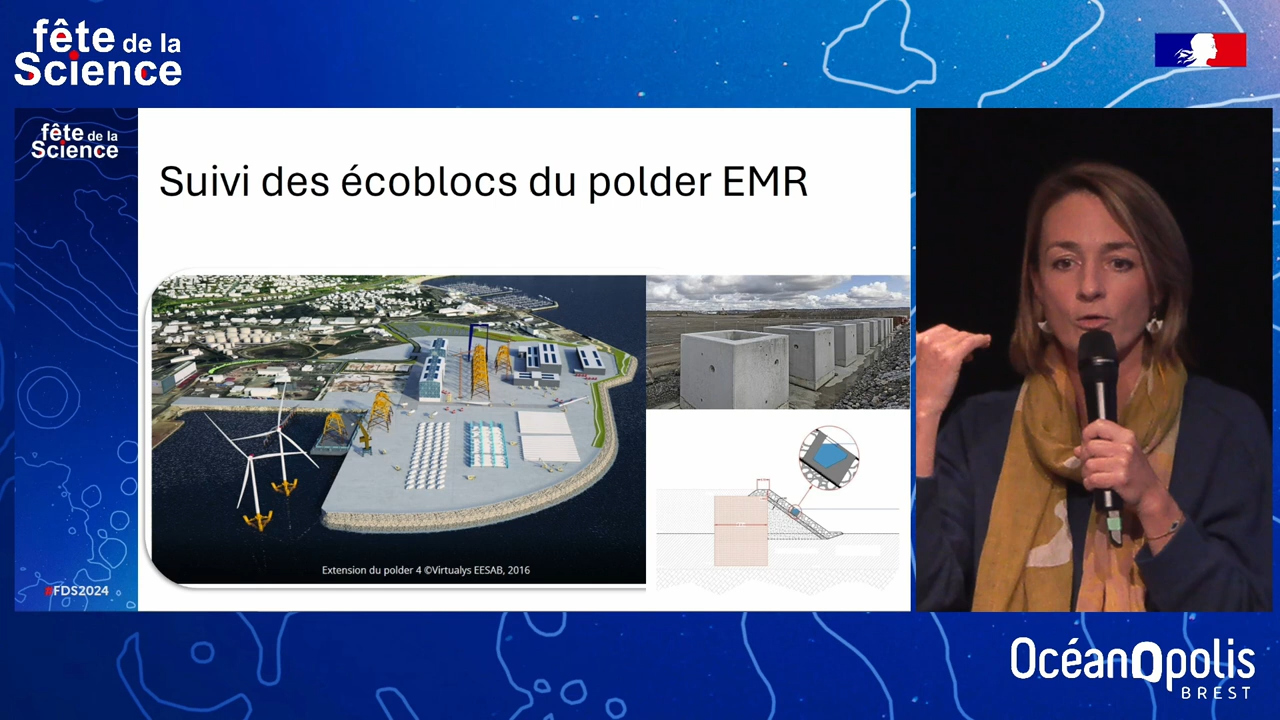 fête de la
Science
fête de la
Science
Suivi des écoblocs du polder EMR
Extension du polder 4 ©Virtualys EESAB, 2016
#FDS2024
OcéanOpolis
BREST